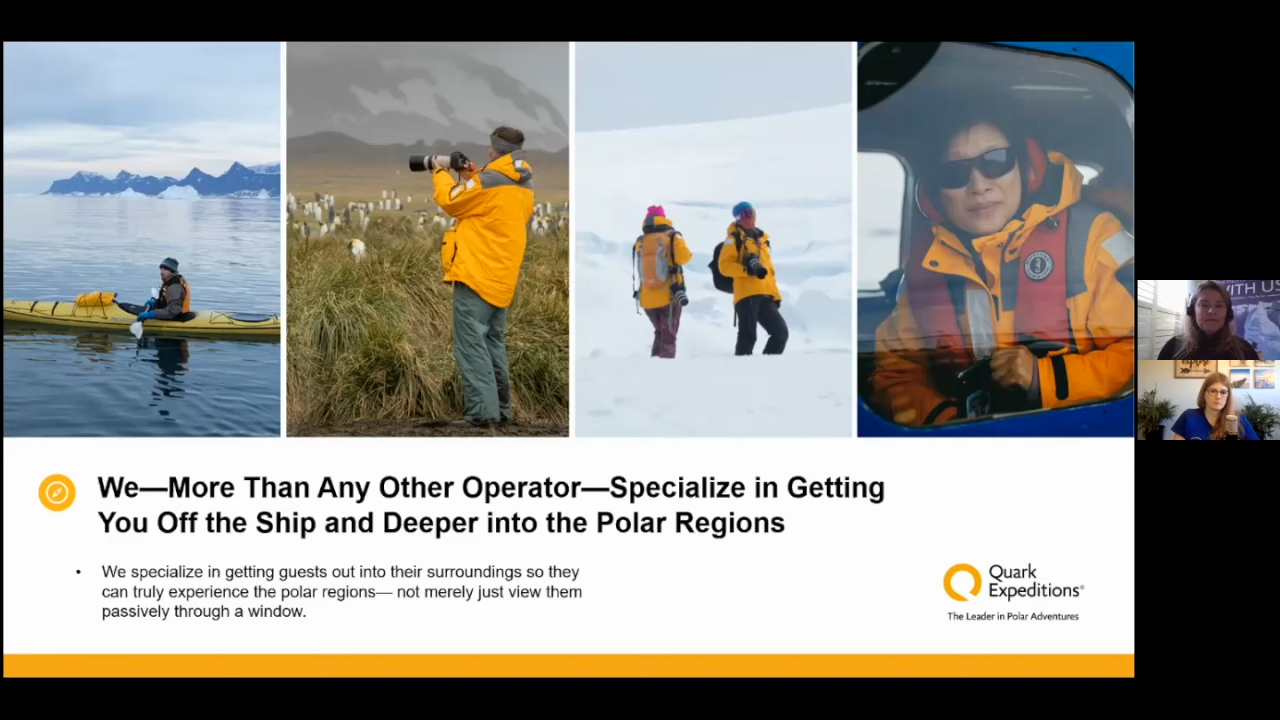 WITH US
We—More Than Any Other Operator—Specialize in Getting
You Off the Ship and Deeper into the Polar Regions
• We specialize in getting guests out into their surroundings so they
can truly experience the polar regions— not merely just view them
passively through a window.
Quark
Expeditions®
The Leader in Polar Adventures